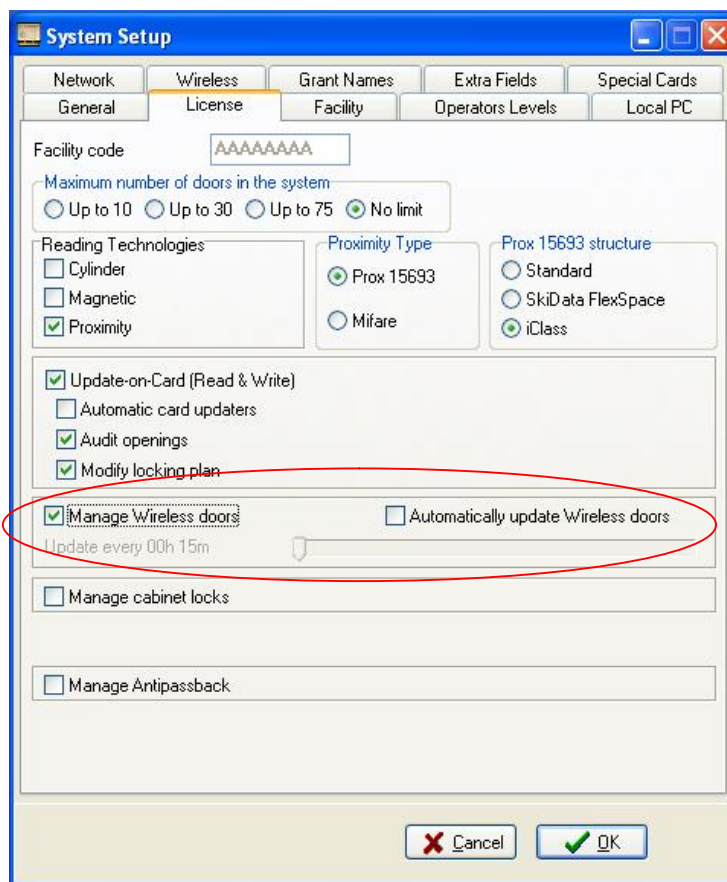 System Setup
Network Wireless Grant Names Extra Fields Special Cards
General License Facility Operators Levels Local PC
Facility code AAAAAAAA
Maximum number of doors in the system
Up to 10 Up to 30 Up to 75 No limit
Reading Technologies
Cylinder
Magnetic
Proximity
Proximity Type
Prox 15693
Mifare
Prox 15693 structure
Standard
SkiData FlexSpace
iClass
Update-on-Card (Read & Write)
Automatic card updaters
Audit openings
Modify locking plan
Manage Wireless doors Automatically update Wireless doors
Update every 00h 15m
Manage cabinet locks
Manage Antipassback
Cancel OK